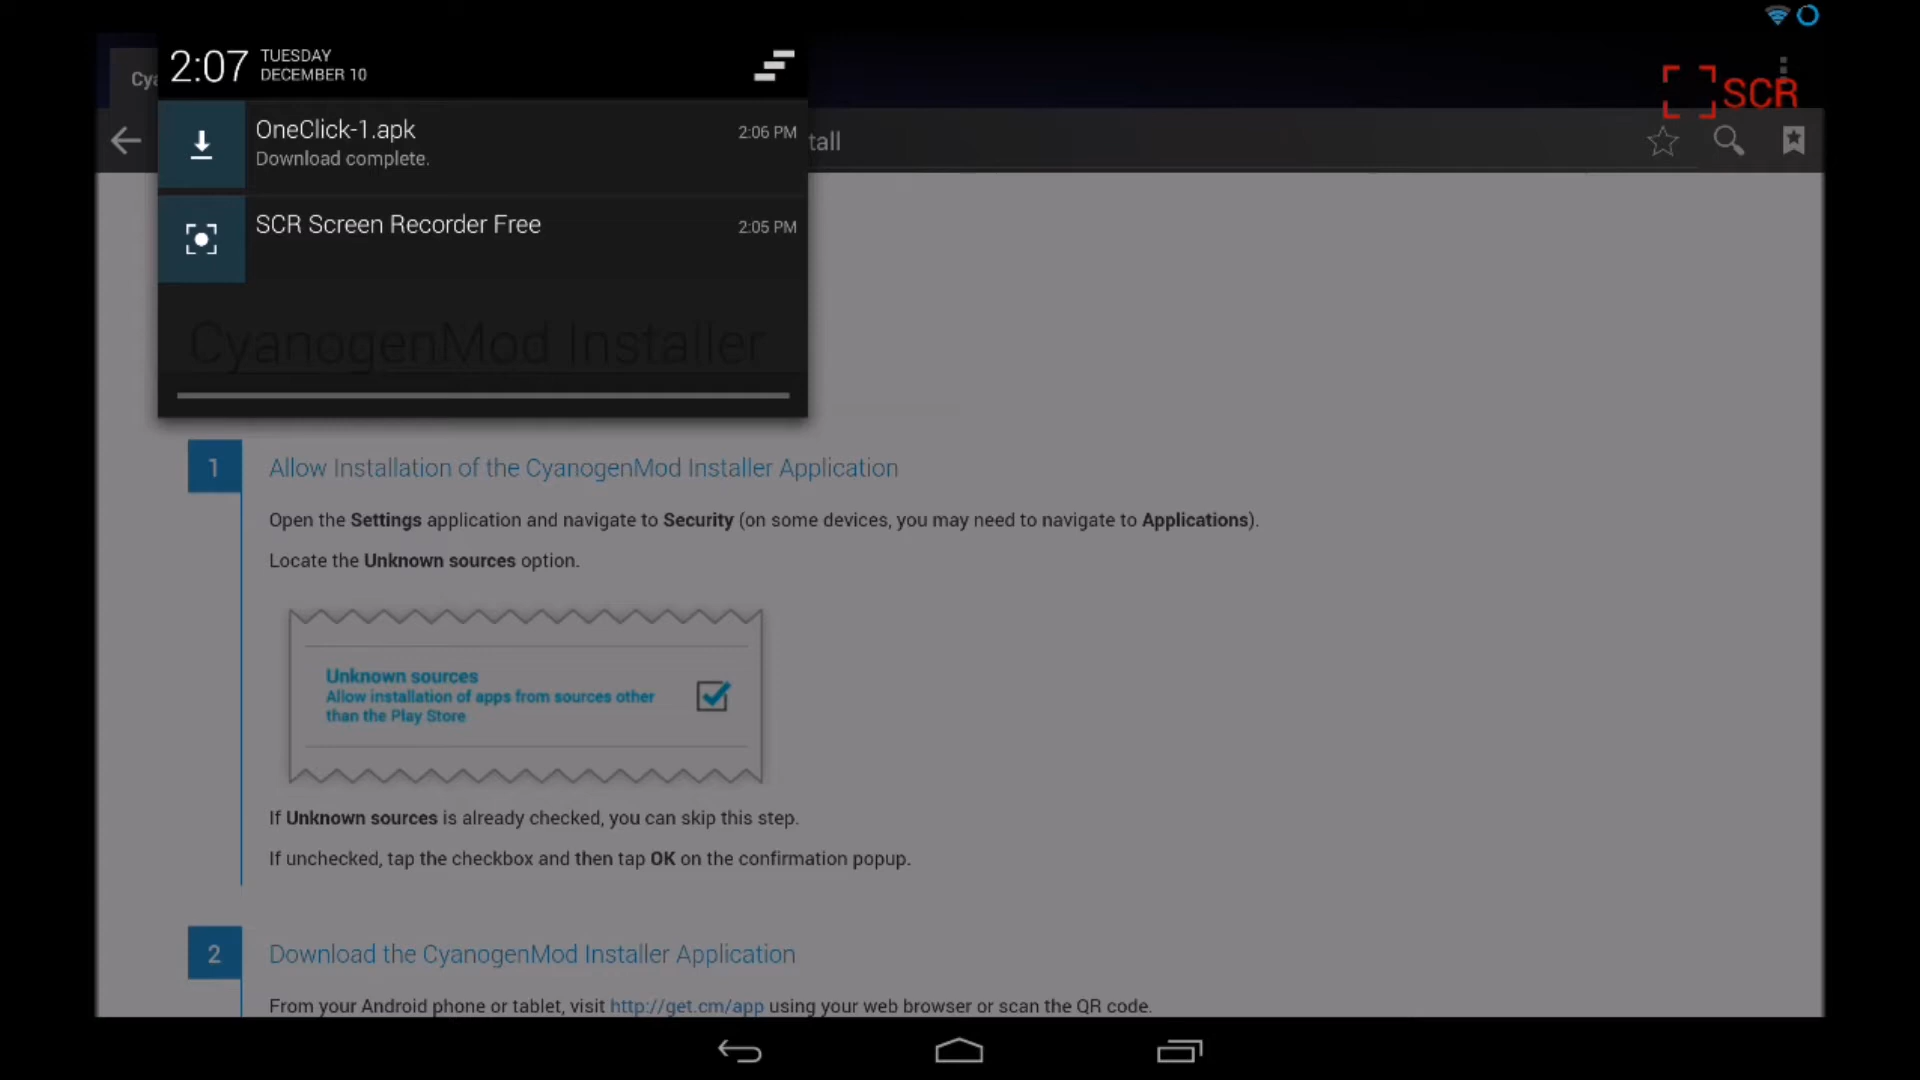 2:07 TUESDAY
DECEMBER 10
SCR
Cya
tall
OneClick-1.apk 2:06 PM
Download complete.
SCR Screen Recorder Free 2:05 PM
CyanogenMod Installer
1 Allow Installation of the CyanogenMod Installer Application
Open the Settings application and navigate to Security (on some devices, you may need to navigate to Applications).
Locate the Unknown sources option.
Unknown sources
Allow installation of apps from sources other
than the Play Store
If Unknown sources is already checked, you can skip this step.
If unchecked, tap the checkbox and then tap OK on the confirmation popup.
2 Download the CyanogenMod Installer Application
From your Android phone or tablet, visit http://get.cm/app using your web browser or scan the QR code.